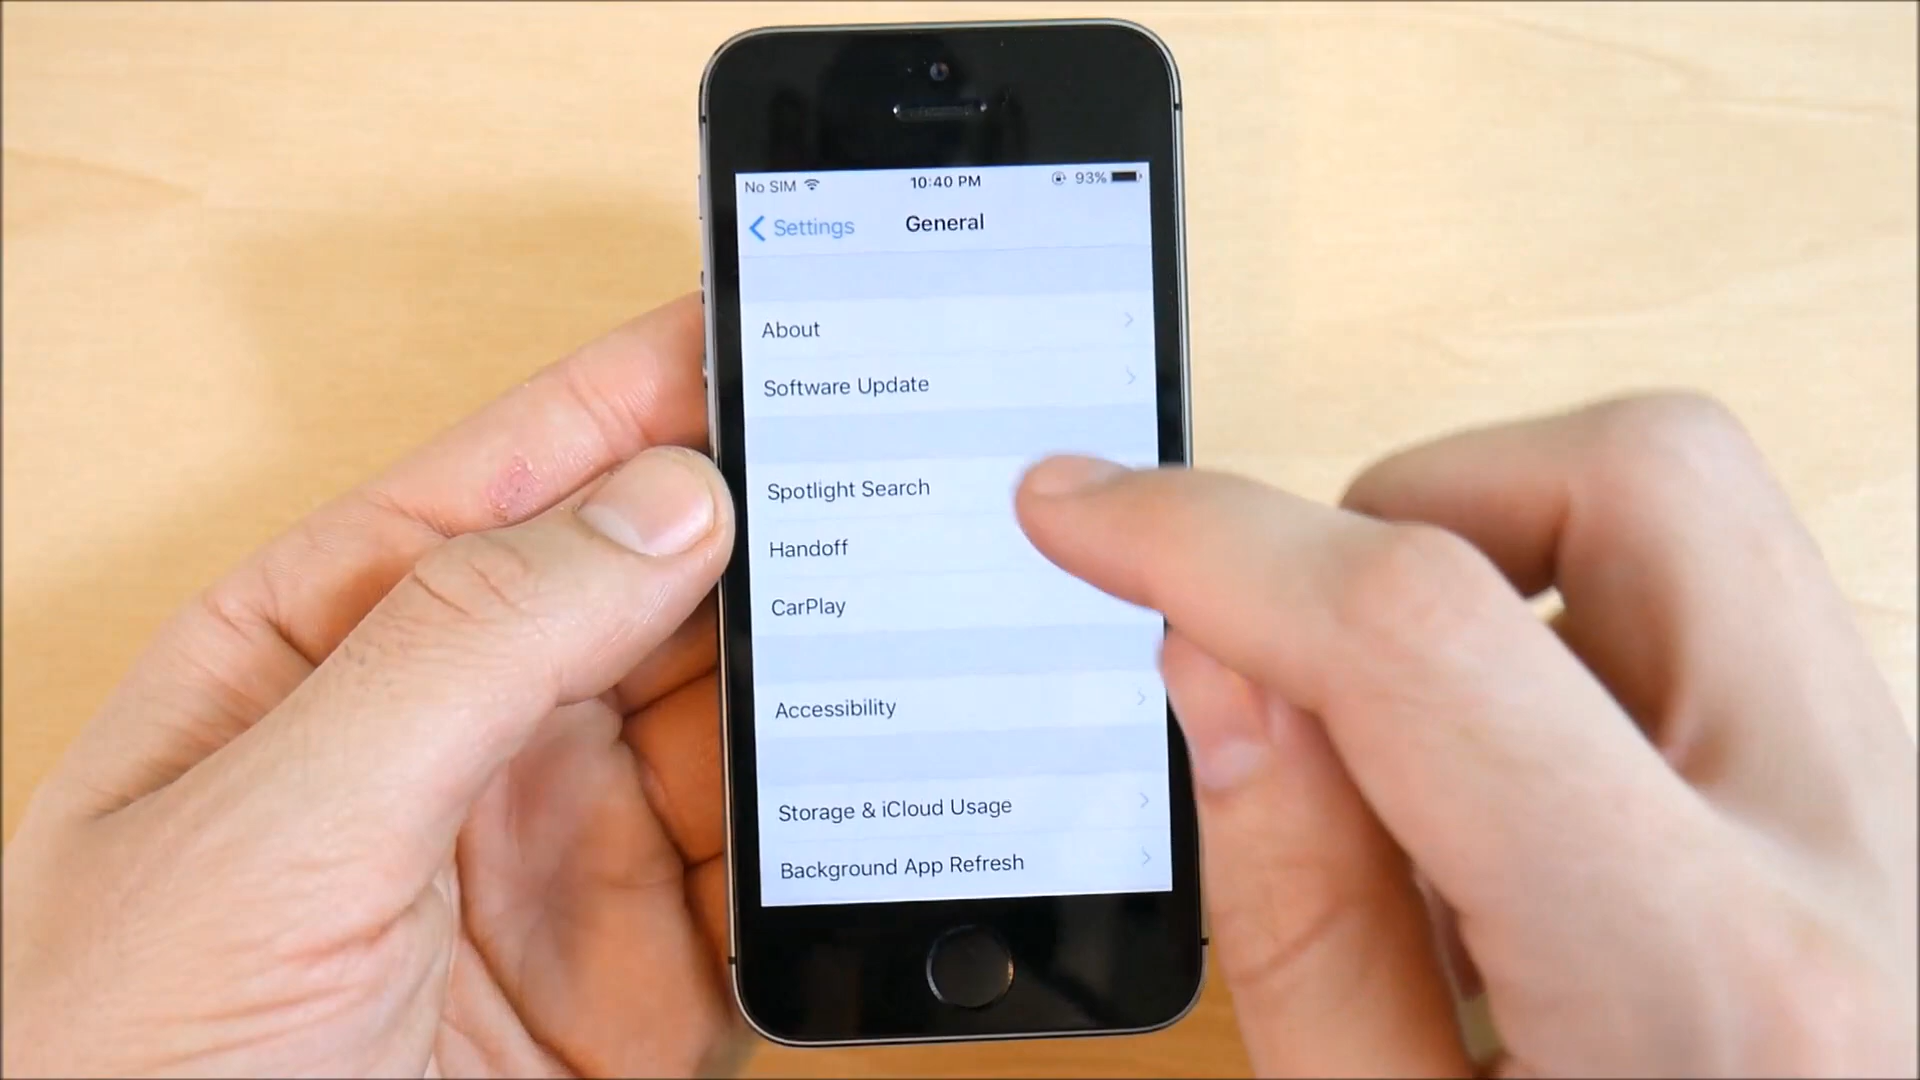 No SIM 10:40 PM 93%
Settings General
About
Software Update
Spotlight Search
Handoff
CarPlay
Accessibility
Storage & iCloud Usage
Background App Refresh